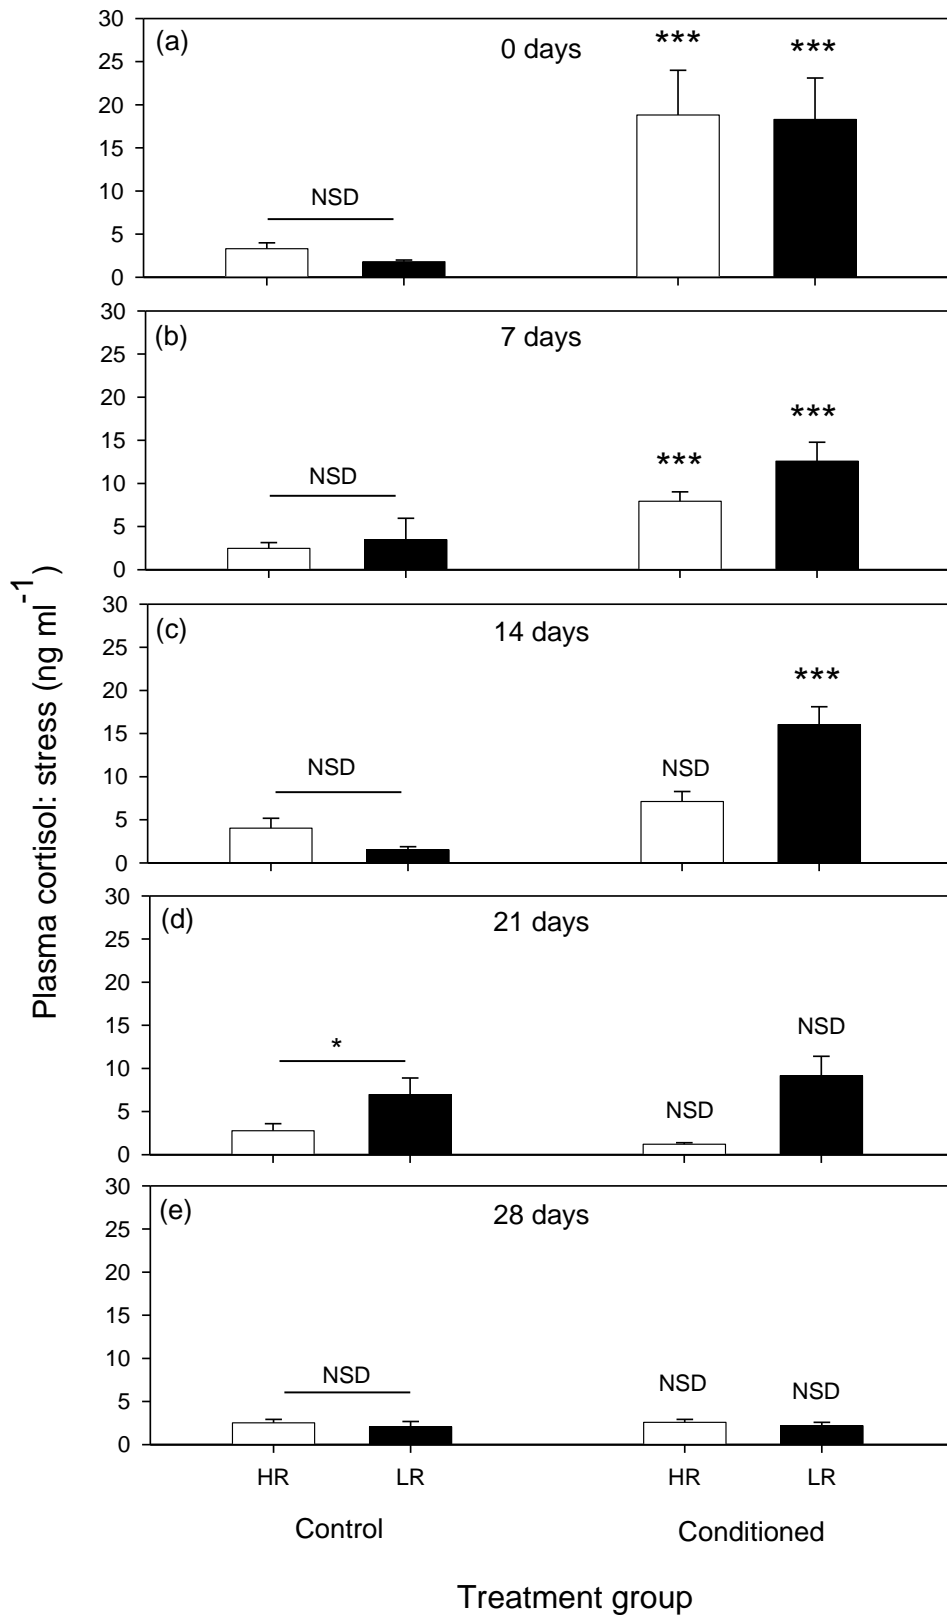 Plasma cortisol: stress (ng ml-1)
30
25
20
15
10
5
0
(a)
0 days
NSD
***
***
30
25
20
15
10
5
0
(b)
7 days
NSD
***
***
30
25
20
15
10
5
0
(c)
14 days
NSD
NSD
***
30
25
20
15
10
5
0
(d)
21 days
*
NSD
NSD
30
25
20
15
10
5
0
(e)
28 days
NSD
NSD
NSD
HR LR HR LR
Control Conditioned
Treatment group